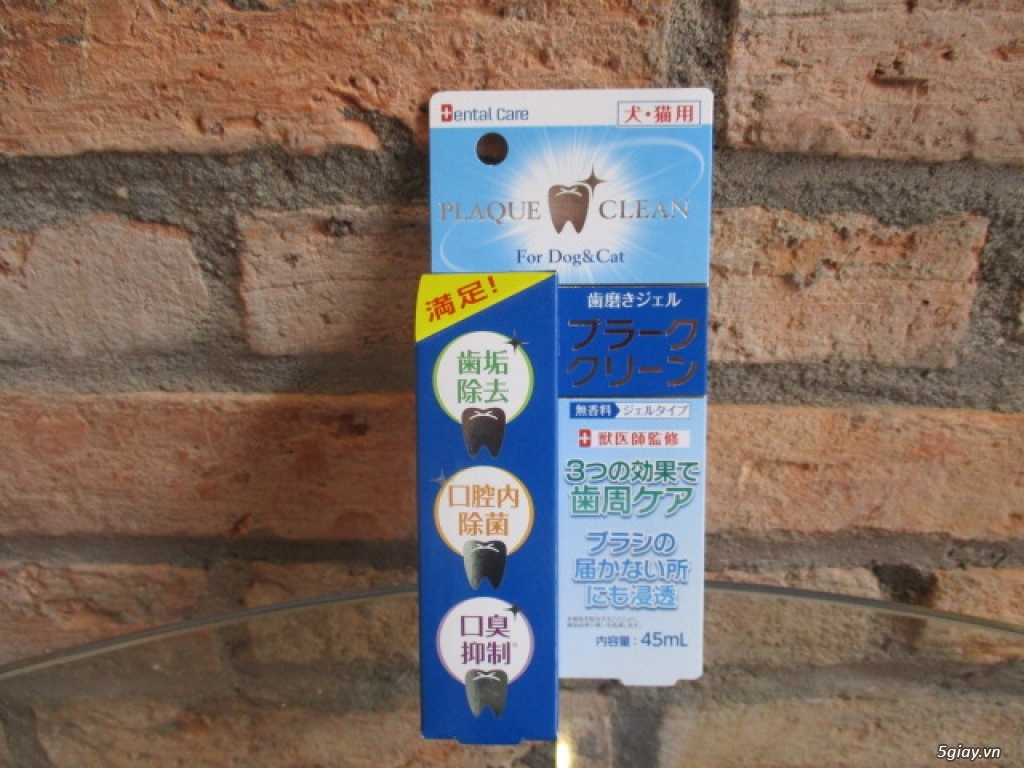 Dental Care
犬・猫用
PLAQUE CLEAN
For Dog&Cat
満足!
歯垢
除去
口腔内
除菌
口臭
抑制
歯磨きジェル
プラーク
クリーン
無香料 ジェルタイプ
獣医師監修
3つの効果で
歯周ケア
ブラシの
届かない所
にも浸透
内容量:45mL
5giay.vn